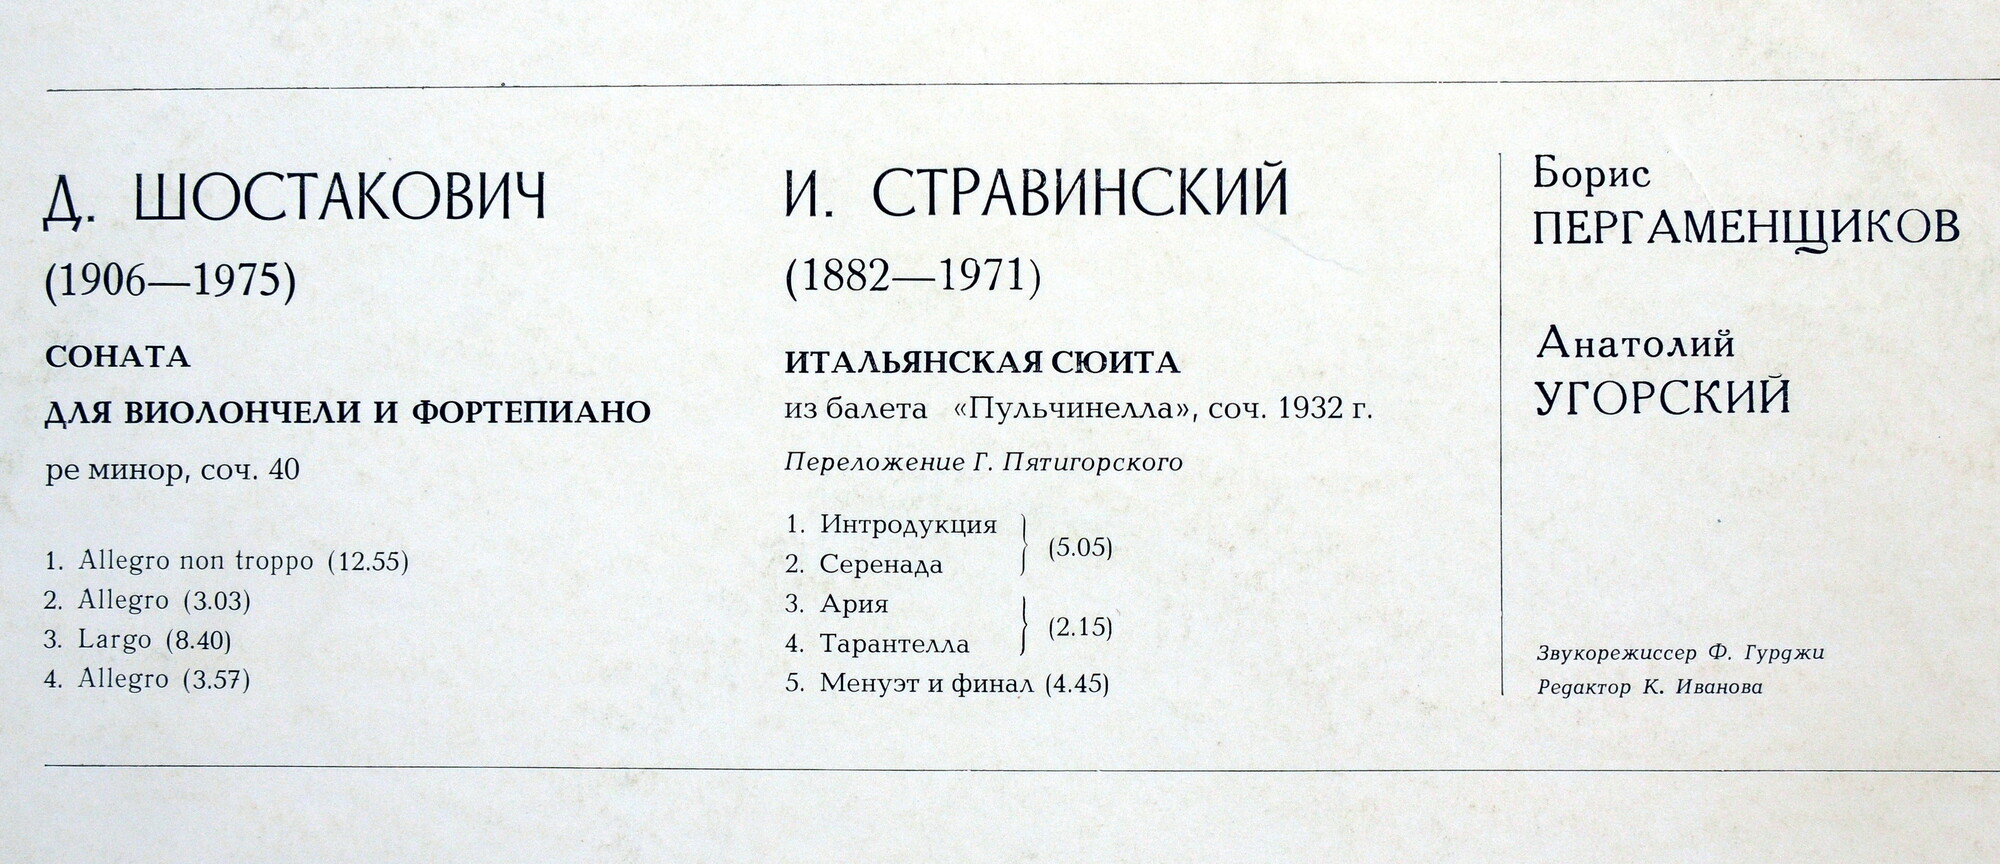 Д. ШОСТАКОВИЧ
(1906—1975)
СОНАТА
ДЛЯ ВИОЛОНЧЕЛИ И ФОРТЕПИАНО
ре минор, соч. 40
1. Allegro non troppo (12.55)
2. Allegro (3.03)
3. Largo (8.40)
4. Allegro (3.57)
И. СТРАВИНСКИЙ
(1882—1971)
ИТАЛЬЯНСКАЯ СЮИТА
из балета «Пульчинелла», соч. 1932 г.
Переложение Г. Пятигорского
1. Интродукция
2. Серенада
(5.05)
3. Ария
4. Тарантелла
(2.15)
5. Менуэт и финал (4.45)
Борис
ПЕРГАМЕНЩИКОВ
Анатолий
УГОРСКИЙ
Звукорежиссер Ф. Гурджи
Редактор К. Иванова